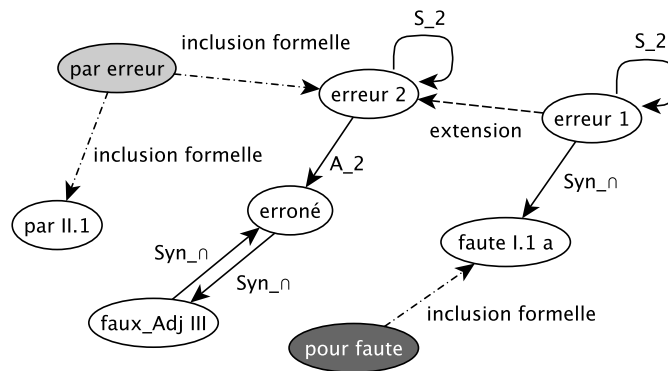 S_2
S_2
inclusion formelle
par erreur
erreur 2
erreur 1
extension
inclusion formelle
A_2
Syn_∩
par II.1
erroné
faute I.1 a
Syn_∩
Syn_∩
inclusion formelle
faux_Adj III
pour faute